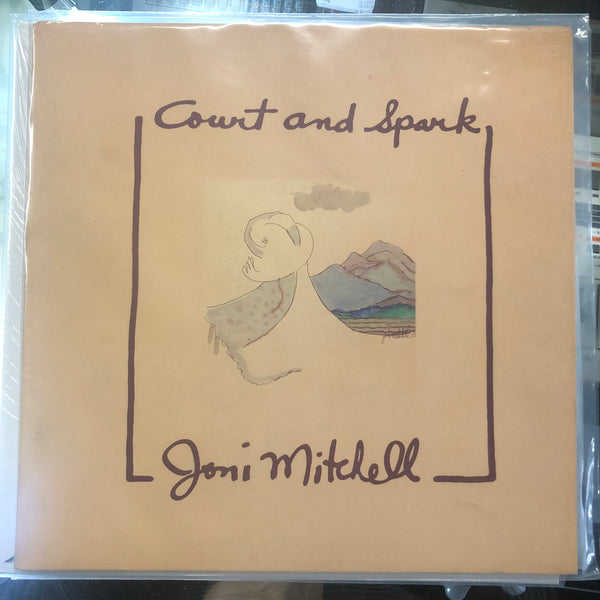 Court and Spark
Joni Mitchell